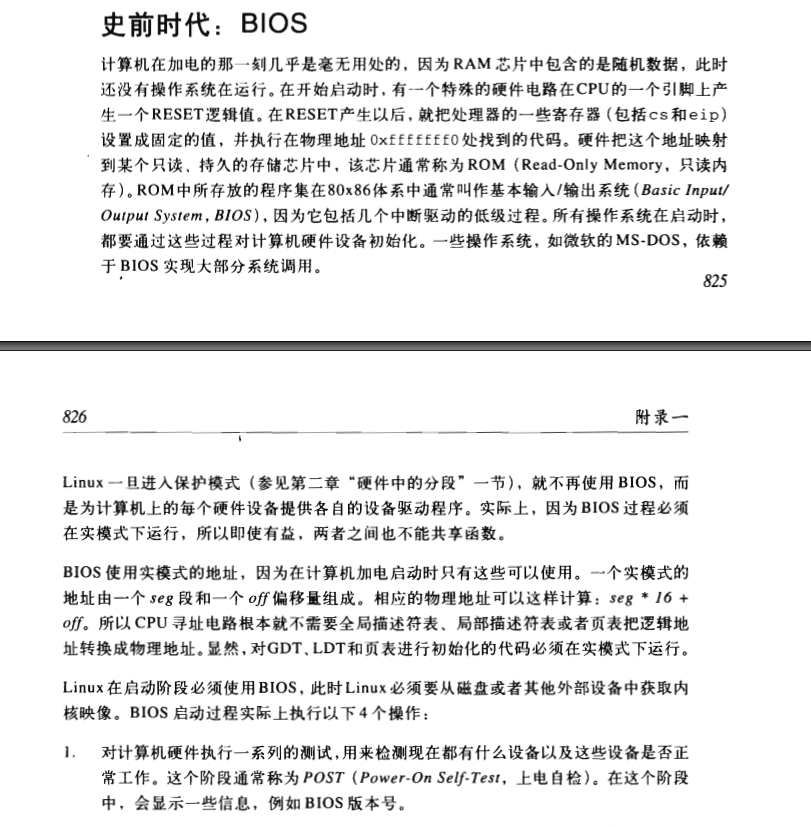 史前时代：BIOS
计算机在加电的那一刻几乎是毫无用处的，因为RAM芯片中包含的是随机数据，此时
还没有操作系统在运行。在开始启动时，有一个特殊的硬件电路在CPU的一个引脚上产
生一个RESET逻辑值。在RESET产生以后，就把处理器的一些寄存器（包括cs和eip）
设置成固定的值，并执行在物理地址0xfffffff0处找到的代码。硬件把这个地址映射
到某个只读、持久的存储芯片中，该芯片通常称为ROM（Read-Only Memory，只读内
存）。ROM中所存放的程序集在80x86体系中通常叫作基本输入/输出系统（Basic Input/
Output System, BIOS），因为它包括几个中断驱动的低级过程。所有操作系统在启动时，
都要通过这些过程对计算机硬件设备初始化。一些操作系统，如微软的MS-DOS，依赖
于BIOS实现大部分系统调用。
825
826 附录一
Linux一旦进入保护模式（参见第二章“硬件中的分段”一节），就不再使用BIOS，而
是为计算机上的每个硬件设备提供各自的设备驱动程序。实际上，因为BIOS过程必须
在实模式下运行，所以即使有益，两者之间也不能共享函数。
BIOS使用实模式的地址，因为在计算机加电启动时只有这些可以使用。一个实模式的
地址由一个seg段和一个off偏移量组成。相应的物理地址可以这样计算：seg * 16 +
off。所以CPU寻址电路根本就不需要全局描述符表、局部描述符表或者页表把逻辑地
址转换成物理地址。显然，对GDT、LDT和页表进行初始化的代码必须在实模式下运行。
Linux在启动阶段必须使用BIOS，此时Linux必须要从磁盘或者其他外部设备中获取内
核映像。BIOS启动过程实际上执行以下4个操作：
1. 对计算机硬件执行一系列的测试，用来检测现在都有什么设备以及这些设备是否正
常工作。这个阶段通常称为POST（Power-On Self-Test，上电自检）。在这个阶段
中，会显示一些信息，例如BIOS版本号。